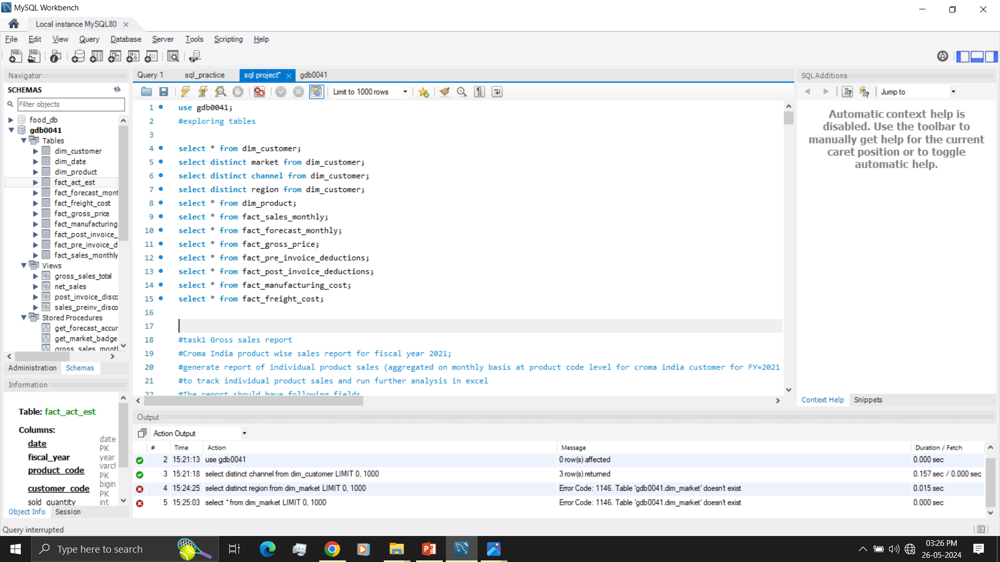 MySQL Workbench
Local instance MySQL80
File Edit View Query Database Server Tools Scripting Help
Navigator
SCHEMAS
Filter objects
food_db
gdb0041
Tables
dim_customer
dim_date
dim_product
fact_act_est
fact_forecast_mont
fact_freight_cost
fact_gross_price
fact_manufacturing
fact_post_invoice_
fact_pre_invoice_d
fact_sales_monthly
Views
gross_sales_total
net_sales
post_invoice_disco
sales_preinv_disco
Stored Procedures
get_forecast_accur
get_market_badge
gross_sales_montl
Administration Schemas
Information
Table: fact_act_est
Columns:
date date PK
fiscal_year year
product_code varch PK
customer_code bigin PK
sold_quantity int
Object Info Session
Query interrupted
Query 1 sql_practice sql project* gdb0041
Limit to 1000 rows
1 use gdb0041;
2 #exploring tables
3
4 select * from dim_customer;
5 select distinct market from dim_customer;
6 select distinct channel from dim_customer;
7 select distinct region from dim_customer;
8 select * from dim_product;
9 select * from fact_sales_monthly;
10 select * from fact_forecast_monthly;
11 select * from fact_gross_price;
12 select * from fact_pre_invoice_deductions;
13 select * from fact_post_invoice_deductions;
14 select * from fact_manufacturing_cost;
15 select * from fact_freight_cost;
16
17
18 #task1 Gross sales report
19 #Croma India product wise sales report for fiscal year 2021;
20 #generate report of individual product sales (aggregated on monthly basis at product code level for croma india customer for FY=2021
21 #to track individual product sales and run further analysis in excel
22 #The report should have following fields
SQLAdditions
Jump to
Automatic context help is
disabled. Use the toolbar to
manually get help for the current
caret position or to toggle
automatic help.
Context Help Snippets
Output
Action Output
# Time Action Message Duration / Fetch
2 15:21:13 use gdb0041 0 row(s) affected 0.000 sec
3 15:21:18 select distinct channel from dim_customer LIMIT 0, 1000 3 row(s) returned 0.157 sec / 0.000 sec
4 15:24:25 select distinct region from dim_market LIMIT 0, 1000 Error Code: 1146. Table 'gdb0041.dim_market' doesn't exist 0.015 sec
5 15:25:03 select * from dim_market LIMIT 0, 1000 Error Code: 1146. Table 'gdb0041.dim_market' doesn't exist 0.000 sec
Type here to search
03:26 PM
26-05-2024